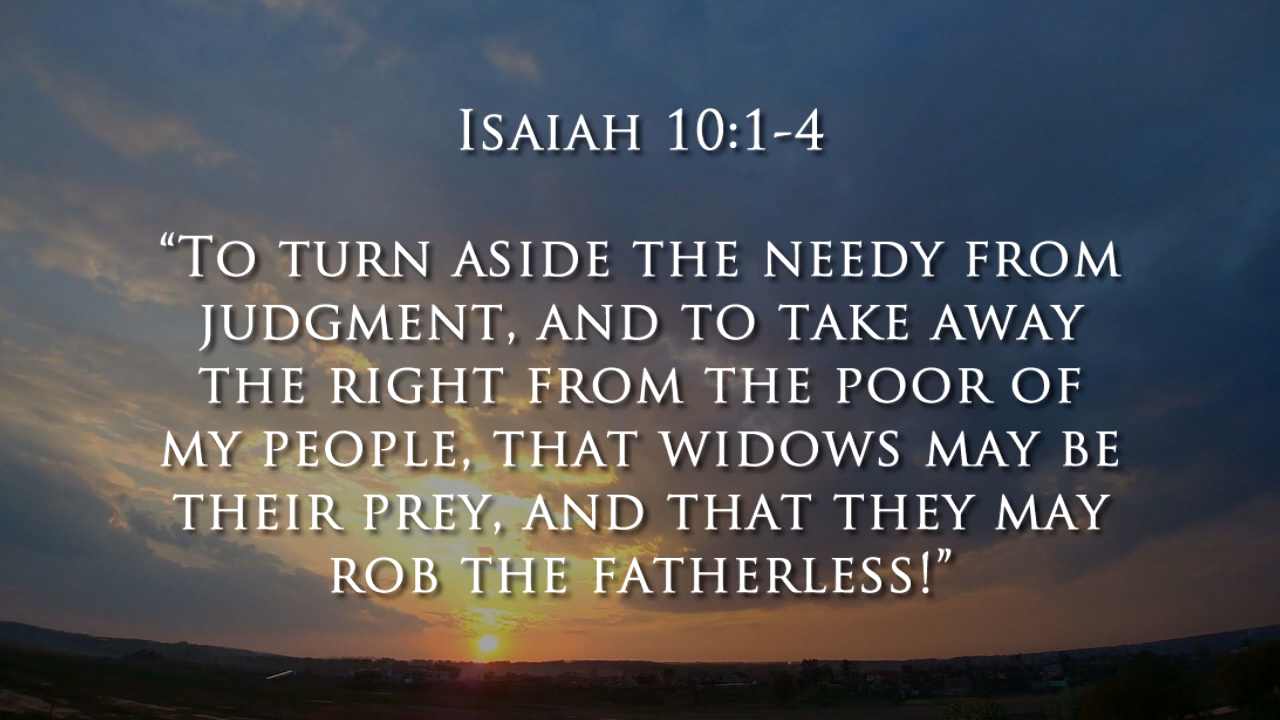 Isaiah 10:1-4
“To turn aside the needy from
judgment, and to take away
the right from the poor of
my people, that widows may be
their prey, and that they may
rob the fatherless!”